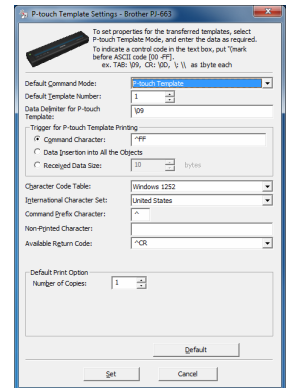 P-touch Template Settings - Brother PJ-663
To set properties for the transferred templates, select
P-touch Template Mode, and enter the data as required.
To indicate a control code in the text box, put "\(mark
before ASCII code [00 -FF].
ex. TAB: \09, CR: \0D, \: \\ as 1byte each
Default Command Mode: P-touch Template
Default Template Number: 1
Data Delimiter for P-touch
Template: \09
Trigger for P-touch Template Printing
Command Character: ^FF
Data Insertion into All the Objects
Received Data Size: 10 bytes
Character Code Table: Windows 1252
International Character Set: United States
Command Prefix Character: ^
Non-Printed Character:
Available Return Code: ^CR
Default Print Option
Number of Copies: 1
Default
Set Cancel